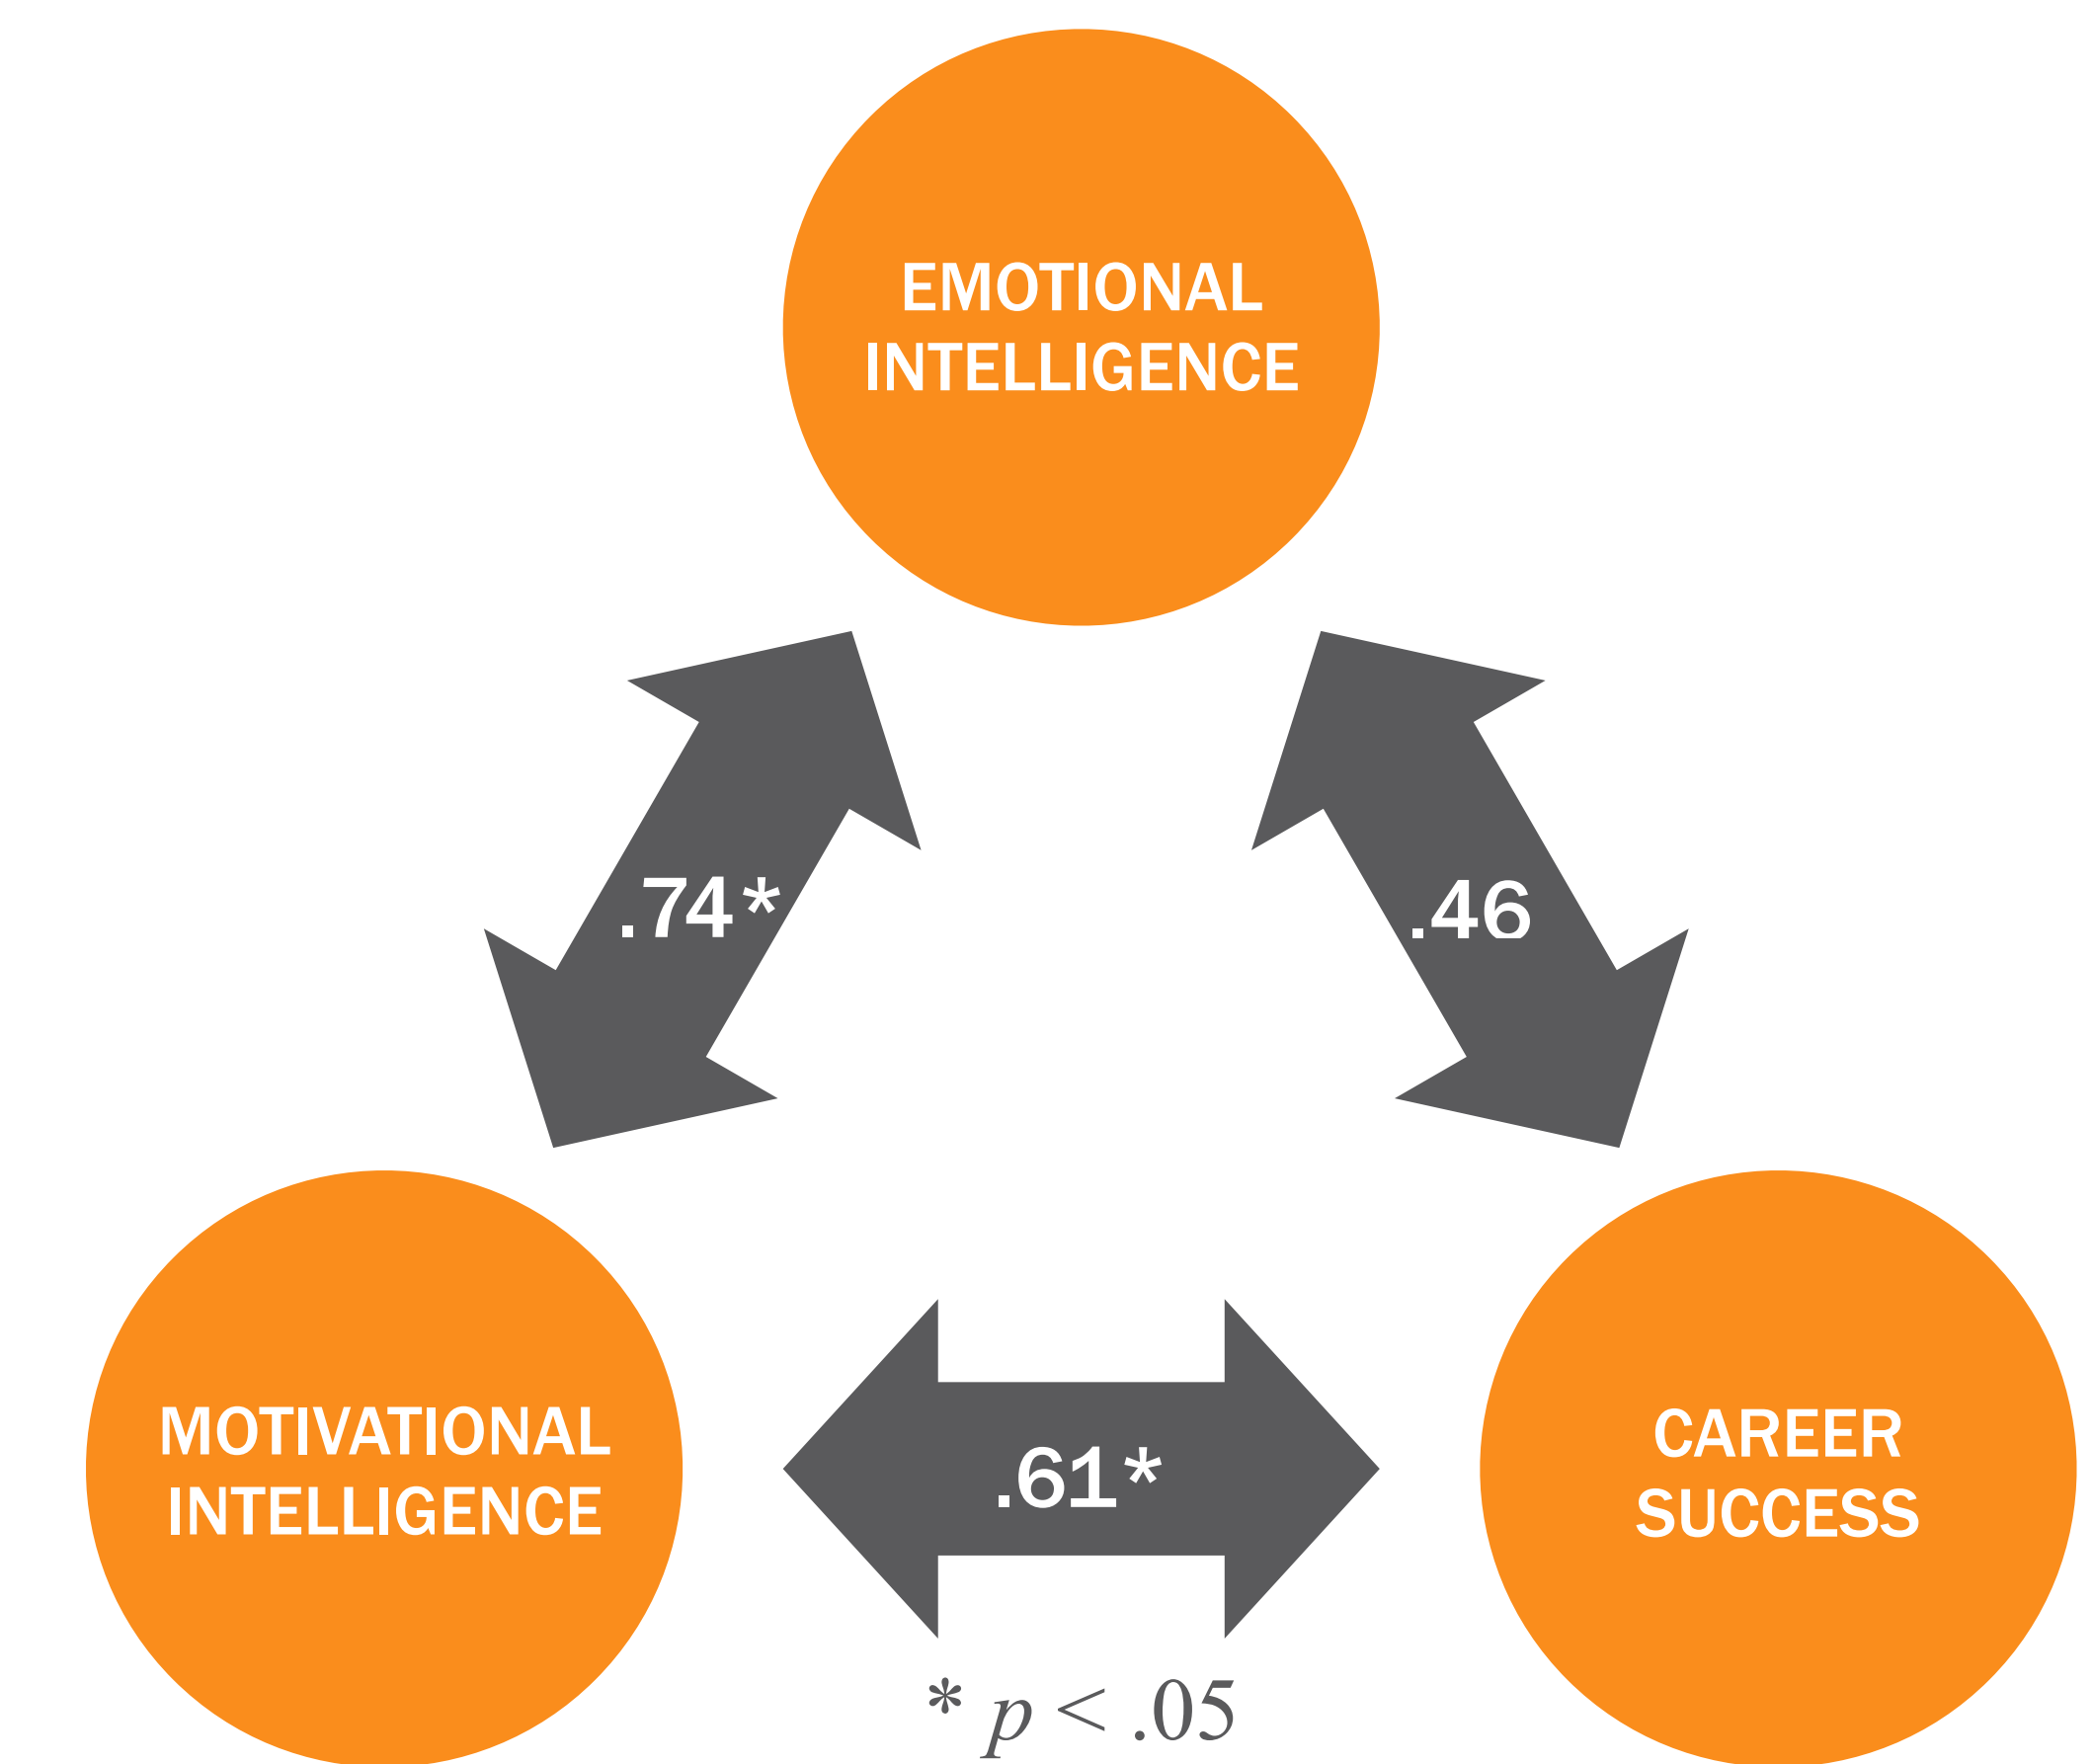 EMOTIONAL
INTELLIGENCE
.74*
.46
MOTIVATIONAL
INTELLIGENCE
.61*
CAREER
SUCCESS
* p < .05